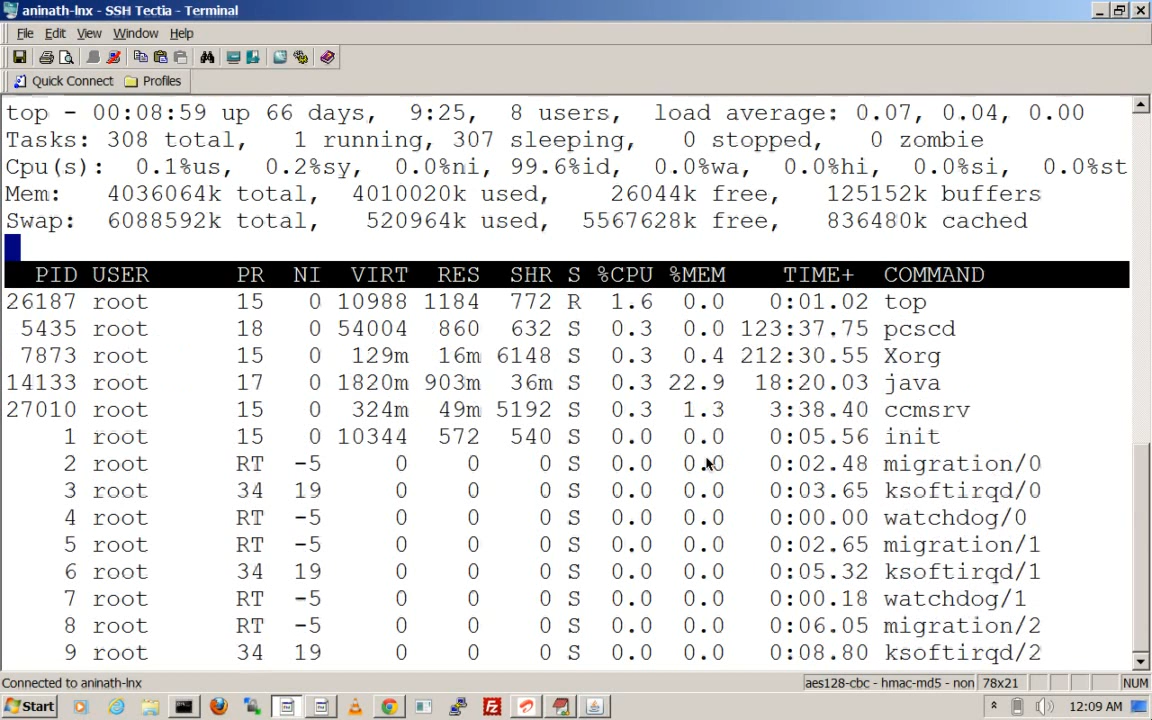 aninath-lnx - SSH Tectia - Terminal
File Edit View Window Help
Quick Connect Profiles
top - 00:08:59 up 66 days, 9:25, 8 users, load average: 0.07, 0.04, 0.00
Tasks: 308 total, 1 running, 307 sleeping, 0 stopped, 0 zombie
Cpu(s): 0.1%us, 0.2%sy, 0.0%ni, 99.6%id, 0.0%wa, 0.0%hi, 0.0%si, 0.0%st
Mem: 4036064k total, 4010020k used, 26044k free, 125152k buffers
Swap: 6088592k total, 520964k used, 5567628k free, 836480k cached
PID USER PR NI VIRT RES SHR S %CPU %MEM TIME+ COMMAND
26187 root 15 0 10988 1184 772 R 1.6 0.0 0:01.02 top
5435 root 18 0 54004 860 632 S 0.3 0.0 123:37.75 pcscd
7873 root 15 0 129m 16m 6148 S 0.3 0.4 212:30.55 Xorg
14133 root 17 0 1820m 903m 36m S 0.3 22.9 18:20.03 java
27010 root 15 0 324m 49m 5192 S 0.3 1.3 3:38.40 ccmsrv
1 root 15 0 10344 572 540 S 0.0 0.0 0:05.56 init
2 root RT -5 0 0 0 S 0.0 0.0 0:02.48 migration/0
3 root 34 19 0 0 0 S 0.0 0.0 0:03.65 ksoftirqd/0
4 root RT -5 0 0 0 S 0.0 0.0 0:00.00 watchdog/0
5 root RT -5 0 0 0 S 0.0 0.0 0:02.65 migration/1
6 root 34 19 0 0 0 S 0.0 0.0 0:05.32 ksoftirqd/1
7 root RT -5 0 0 0 S 0.0 0.0 0:00.18 watchdog/1
8 root RT -5 0 0 0 S 0.0 0.0 0:06.05 migration/2
9 root 34 19 0 0 0 S 0.0 0.0 0:08.80 ksoftirqd/2
Connected to aninath-lnx aes128-cbc - hmac-md5 - non 78x21 NUM
Start 12:09 AM